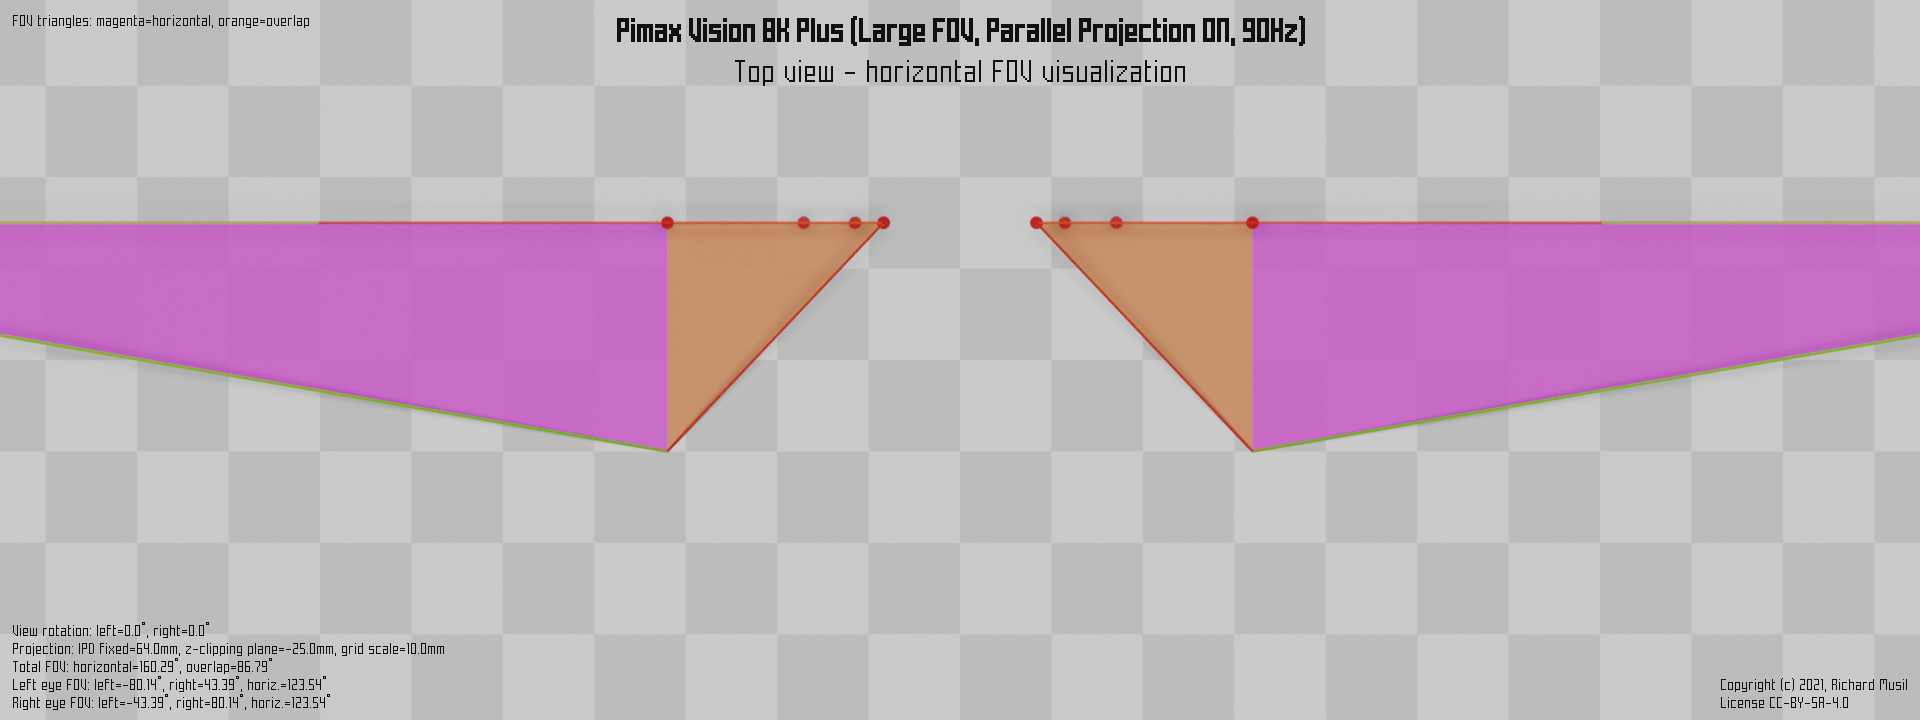 FOV triangles: magenta=horizontal, orange=overlap
Pimax Vision 8K Plus (Large FOV, Parallel Projection ON, 90Hz)
Top view - horizontal FOV visualization
View rotation: left=0.0°, right=0.0°
Projection: IPD fixed=64.0mm, z-clipping plane=-25.0mm, grid scale=10.0mm
Total FOV: horizontal=160.29°, overlap=86.79°
Left eye FOV: left=-80.14°, right=43.39°, horiz.=123.54°
Right eye FOV: left=-43.39°, right=80.14°, horiz.=123.54°
Copyright (c) 2021, Richard Musil
License CC-BY-SA-4.0